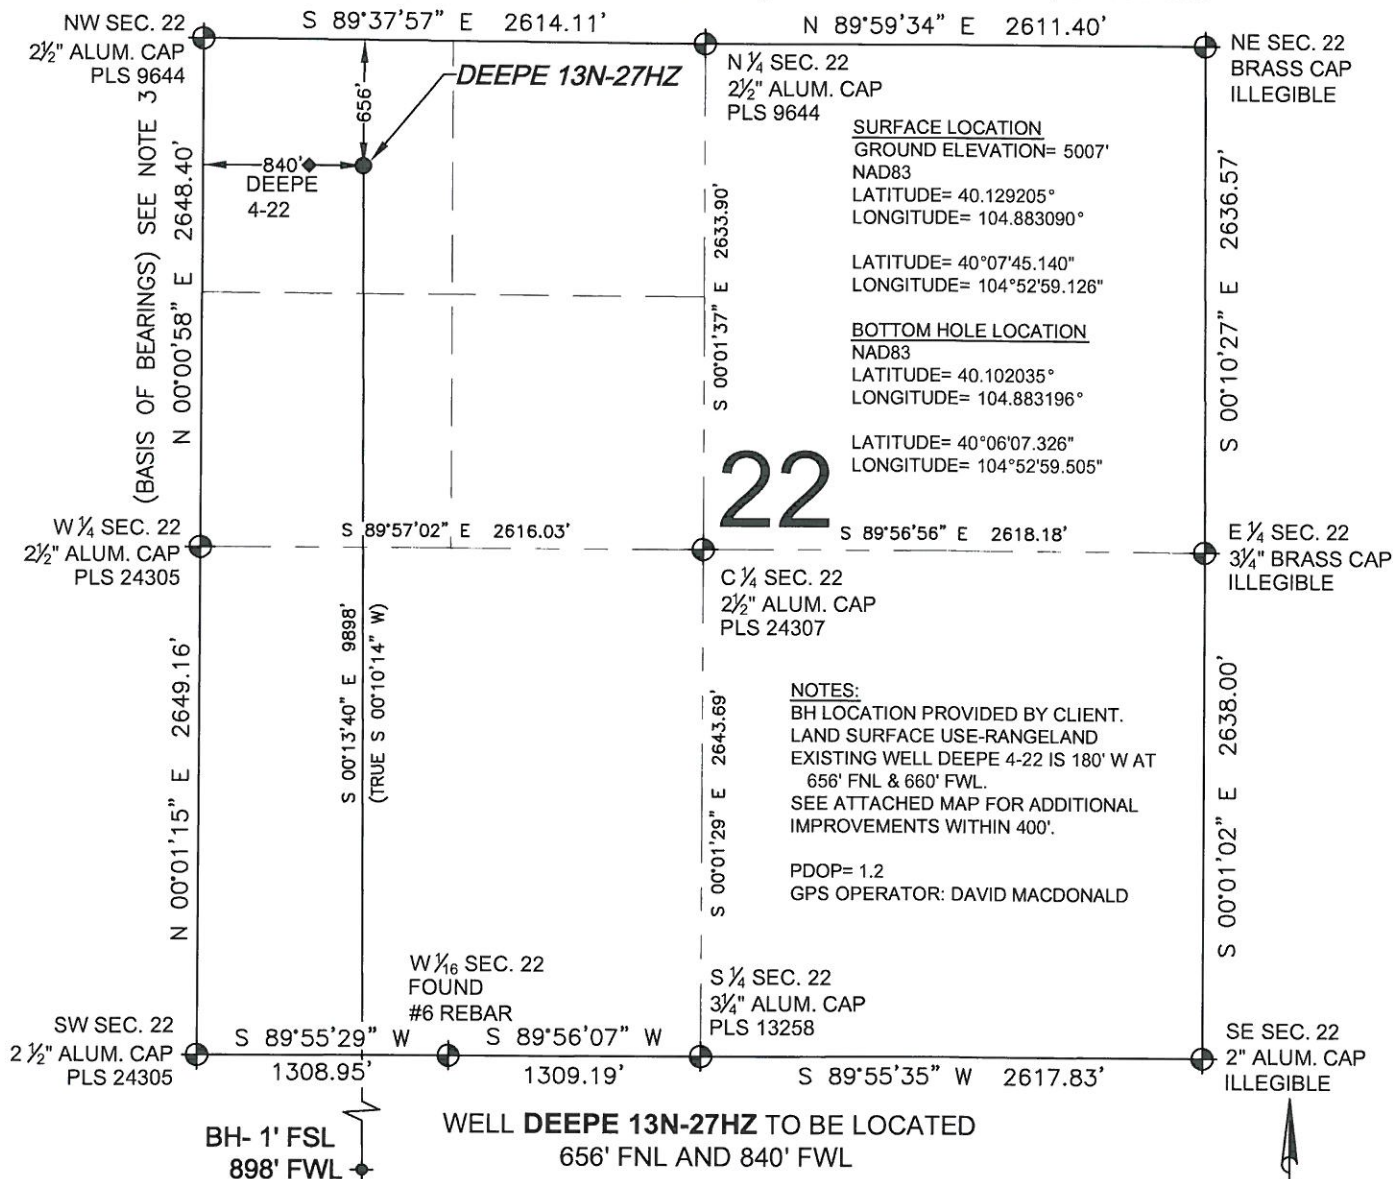 S 89°37'57" E 2614.11'
N 89°59'34" E 2611.40'
NW SEC. 22
2½" ALUM. CAP
PLS 9644
N ¼ SEC. 22
2½" ALUM. CAP
PLS 9644
NE SEC. 22
BRASS CAP
ILLEGIBLE
DEEPE 13N-27HZ
656'
840'
DEEPE
4-22
(BASIS OF BEARINGS) SEE NOTE 3
N 00°00'58" E 2648.40'
S 00°01'37" E 2633.90'
S 00°10'27" E 2636.57'
SURFACE LOCATION
GROUND ELEVATION= 5007'
NAD83
LATITUDE= 40.129205°
LONGITUDE= 104.883090°
LATITUDE= 40°07'45.140"
LONGITUDE= 104°52'59.126"
BOTTOM HOLE LOCATION
NAD83
LATITUDE= 40.102035°
LONGITUDE= 104.883196°
LATITUDE= 40°06'07.326"
LONGITUDE= 104°52'59.505"
22
W ¼ SEC. 22
2½" ALUM. CAP
PLS 24305
S 89°57'02" E 2616.03'
S 89°56'56" E 2618.18'
E ¼ SEC. 22
3¼" BRASS CAP
ILLEGIBLE
C ¼ SEC. 22
2½" ALUM. CAP
PLS 24307
N 00°01'15" E 2649.16'
S 00°13'40" E 9898'
(TRUE S 00°10'14" W)
S 00°01'29" E 2643.69'
S 00°01'02" E 2638.00'
NOTES:
BH LOCATION PROVIDED BY CLIENT.
LAND SURFACE USE-RANGELAND
EXISTING WELL DEEPE 4-22 IS 180' W AT
656' FNL & 660' FWL.
SEE ATTACHED MAP FOR ADDITIONAL
IMPROVEMENTS WITHIN 400'.
PDOP= 1.2
GPS OPERATOR: DAVID MACDONALD
W 1/16 SEC. 22
FOUND
#6 REBAR
S ¼ SEC. 22
3¼" ALUM. CAP
PLS 13258
SW SEC. 22
2 ½" ALUM. CAP
PLS 24305
S 89°55'29" W
1308.95'
S 89°56'07" W
1309.19'
S 89°55'35" W 2617.83'
SE SEC. 22
2" ALUM. CAP
ILLEGIBLE
BH- 1' FSL
898' FWL
WELL DEEPE 13N-27HZ TO BE LOCATED
656' FNL AND 840' FWL